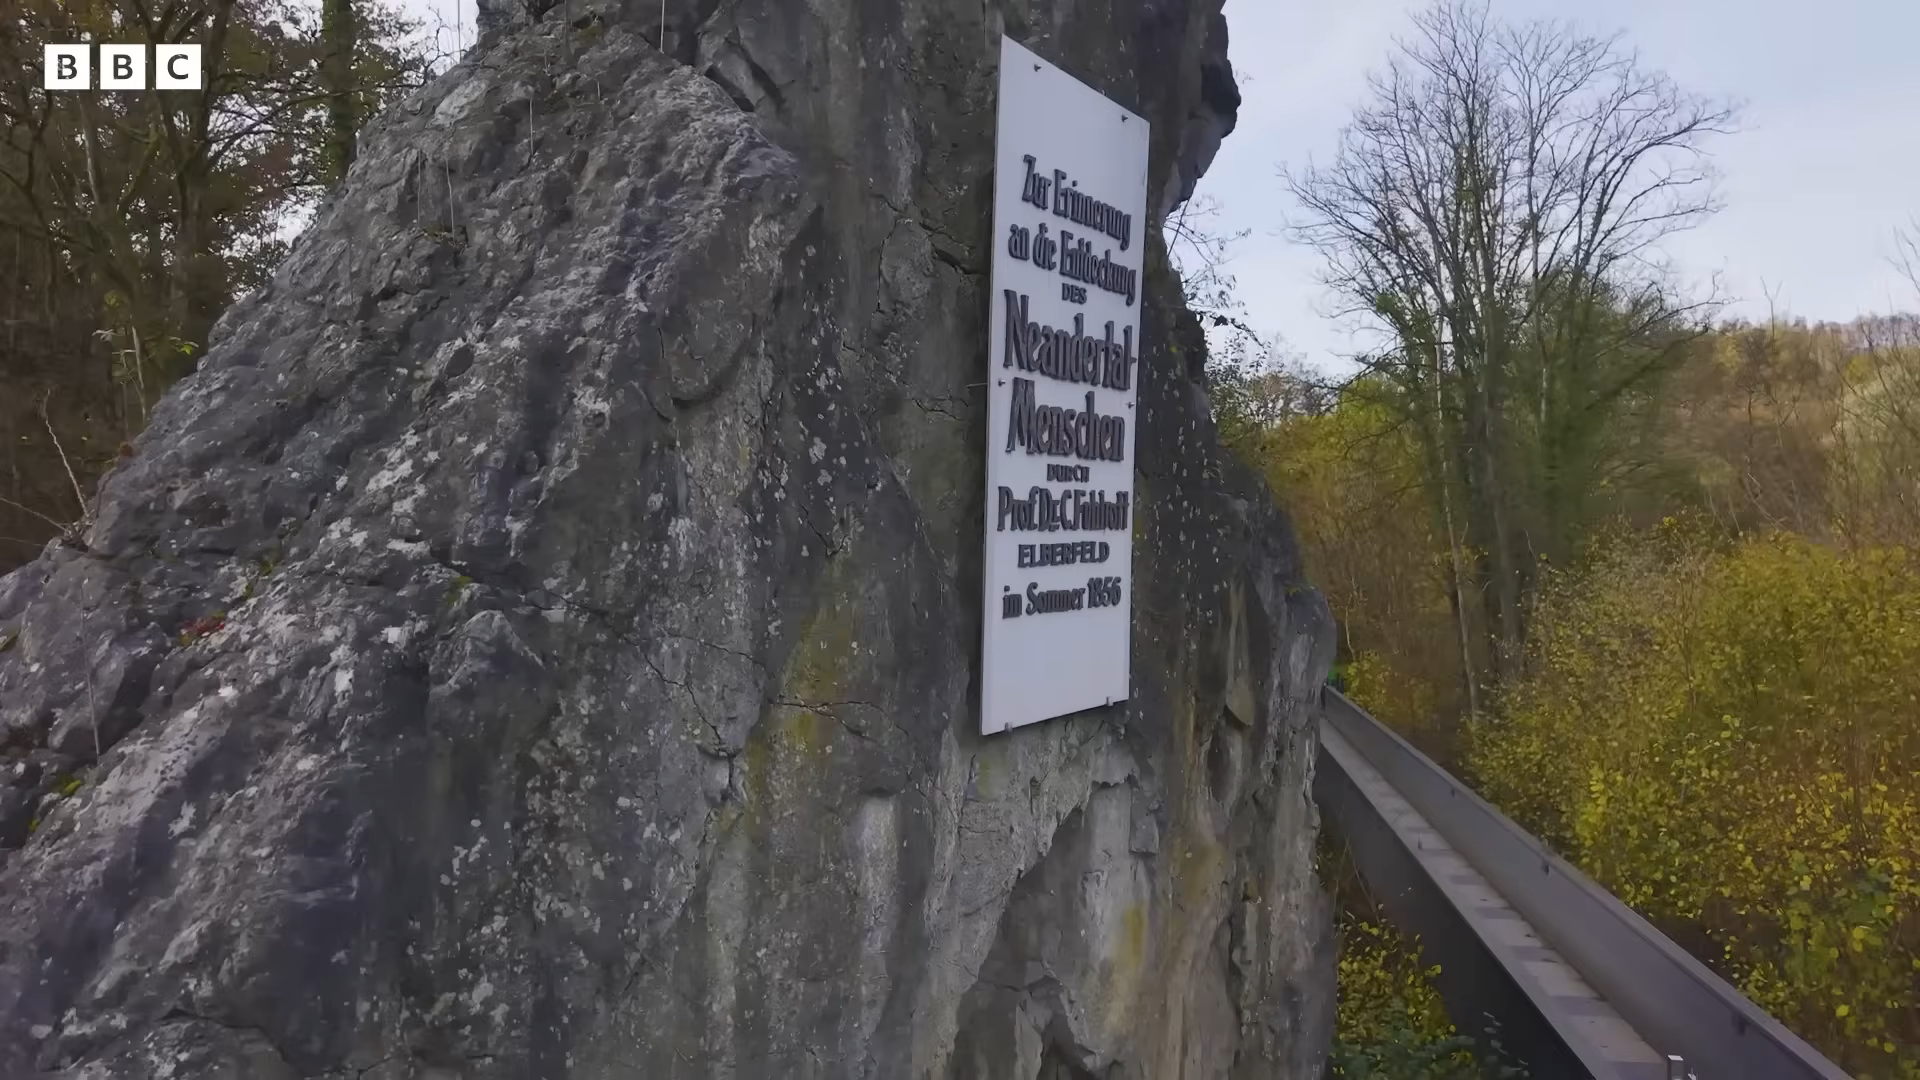 BBC
Zur Erinnerung
an die Entdeckung
DES
Neandertal-
Menschen
DURCH
Prof. Dr. C. Fuhlrott
ELBERFELD
im Sommer 1856